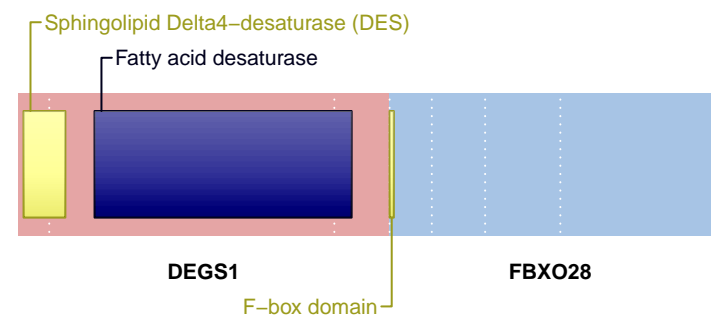 Sphingolipid Delta4−desaturase (DES)
Fatty acid desaturase
DEGS1
FBXO28
F−box domain